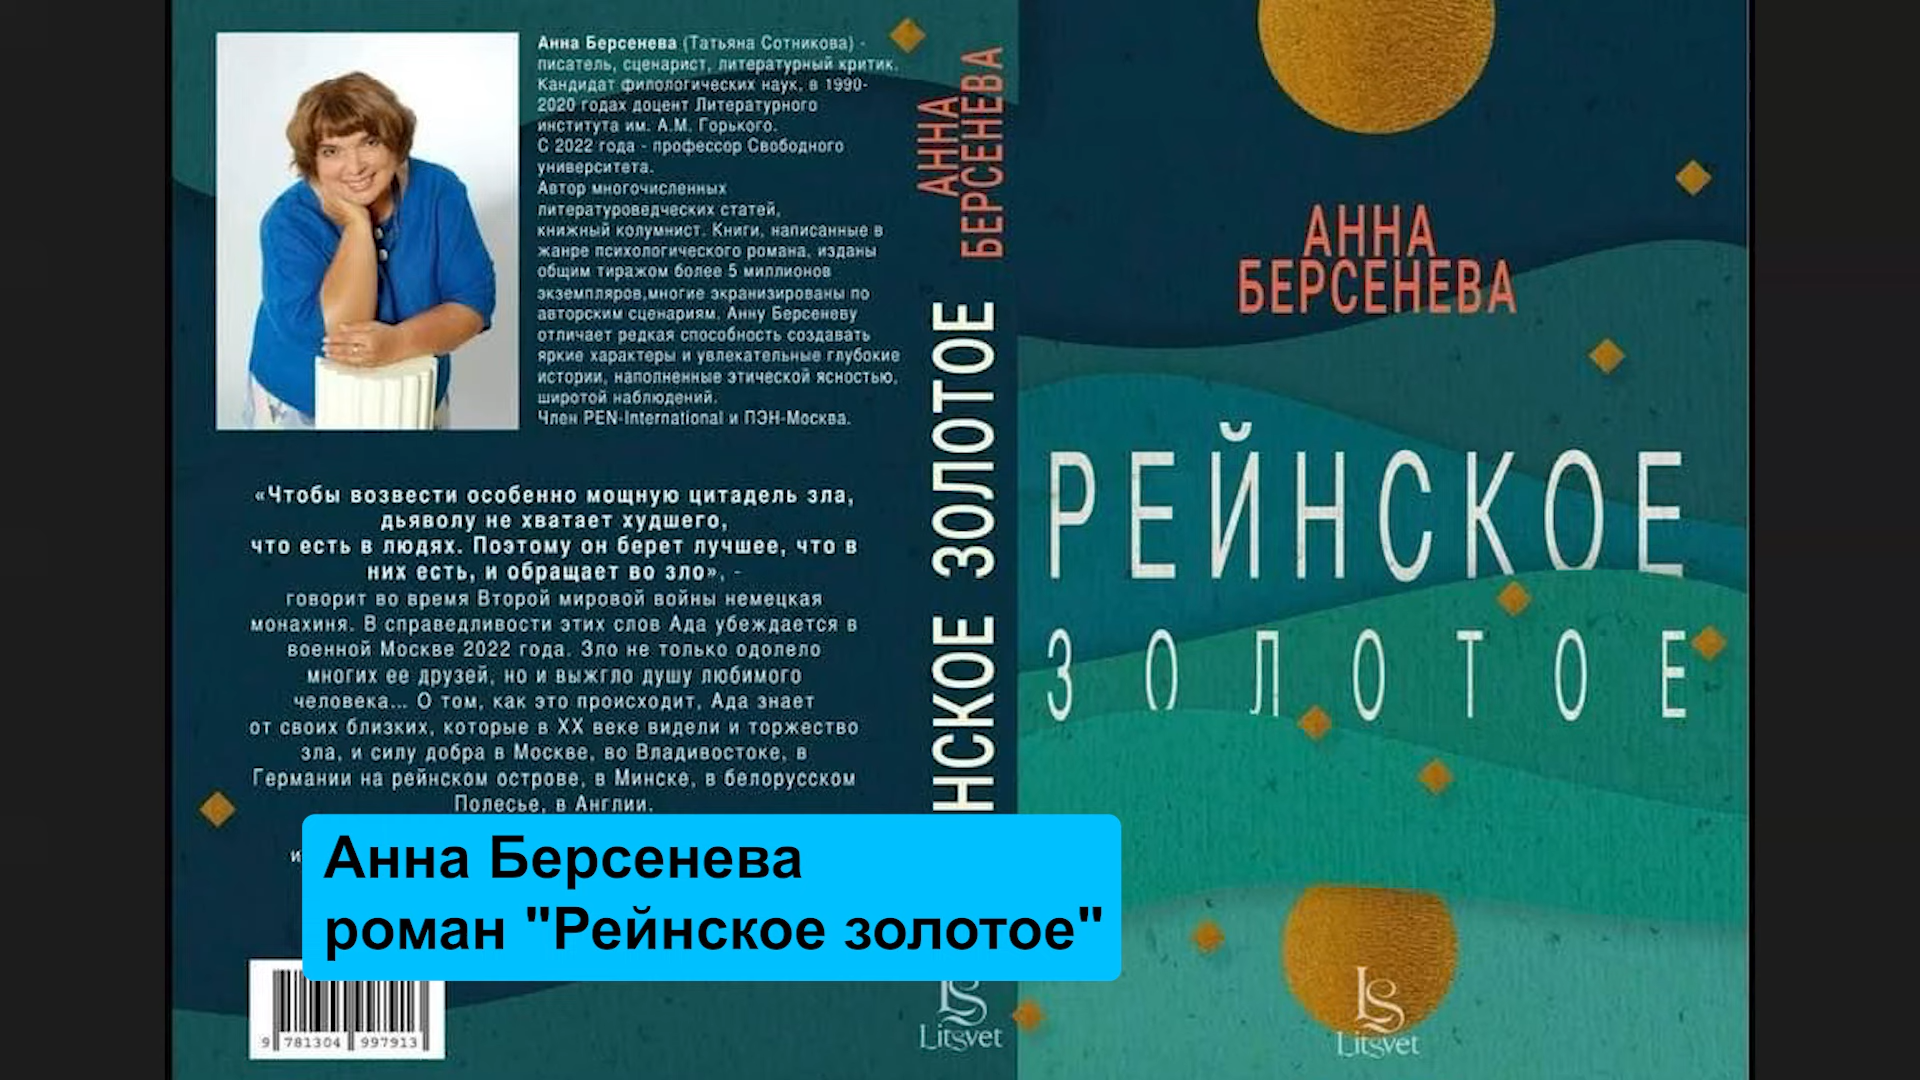 Анна Берсенева (Татьяна Сотникова) -
писатель, сценарист, литературный критик.
Кандидат филологических наук, в 1990-
2020 годах доцент Литературного
института им. А.М. Горького.
С 2022 года - профессор Свободного
университета.
Автор многочисленных
литературоведческих статей,
книжный колумнист. Книги, написанные в
жанре психологического романа, изданы
общим тиражом более 5 миллионов
экземпляров,многие экранизированы по
авторским сценариям. Анну Берсеневу
отличает редкая способность создавать
яркие характеры и увлекательные глубокие
истории, наполненные этической ясностью,
широтой наблюдений.
Член PEN-International и ПЭН-Москва.
«Чтобы возвести особенно мощную цитадель зла,
дьяволу не хватает худшего,
что есть в людях. Поэтому он берет лучшее, что в
них есть, и обращает во зло», -
говорит во время Второй мировой войны немецкая
монахиня. В справедливости этих слов Ада убеждается в
военной Москве 2022 года. Зло не только одолело
многих ее друзей, но и выжгло душу любимого
человека... О том, как это происходит, Ада знает
от своих близких, которые в ХХ веке видели и торжество
зла, и силу добра в Москве, во Владивостоке, в
Германии на рейнском острове, в Минске, в белорусском
Полесье, в Англии.
9 781304 997913
АННА
БЕРСЕНЕВА
НСКОЕ ЗОЛОТОЕ
Litsvet
АННА
БЕРСЕНЕВА
РЕЙНСКОЕ
ЗОЛОТОЕ
LS
Litsvet
Анна Берсенева
роман "Рейнское золотое"